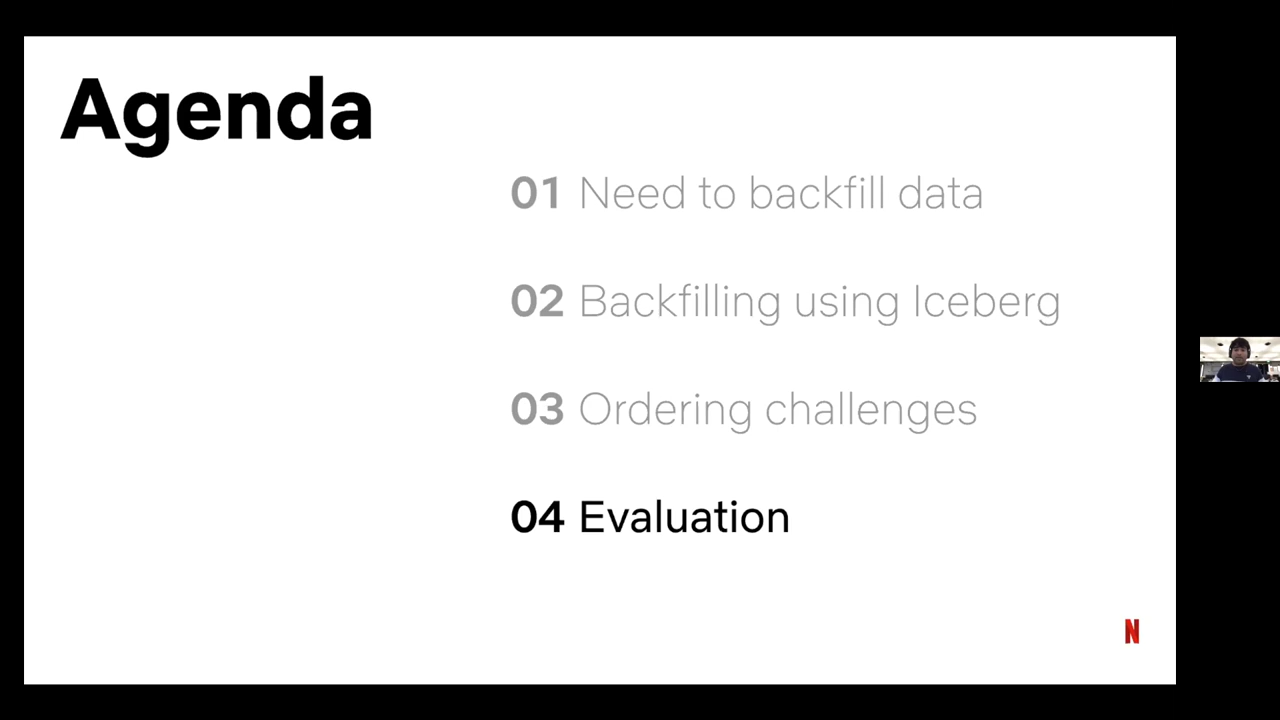 Agenda
01 Need to backfill data
02 Backfilling using Iceberg
03 Ordering challenges
04 Evaluation
N